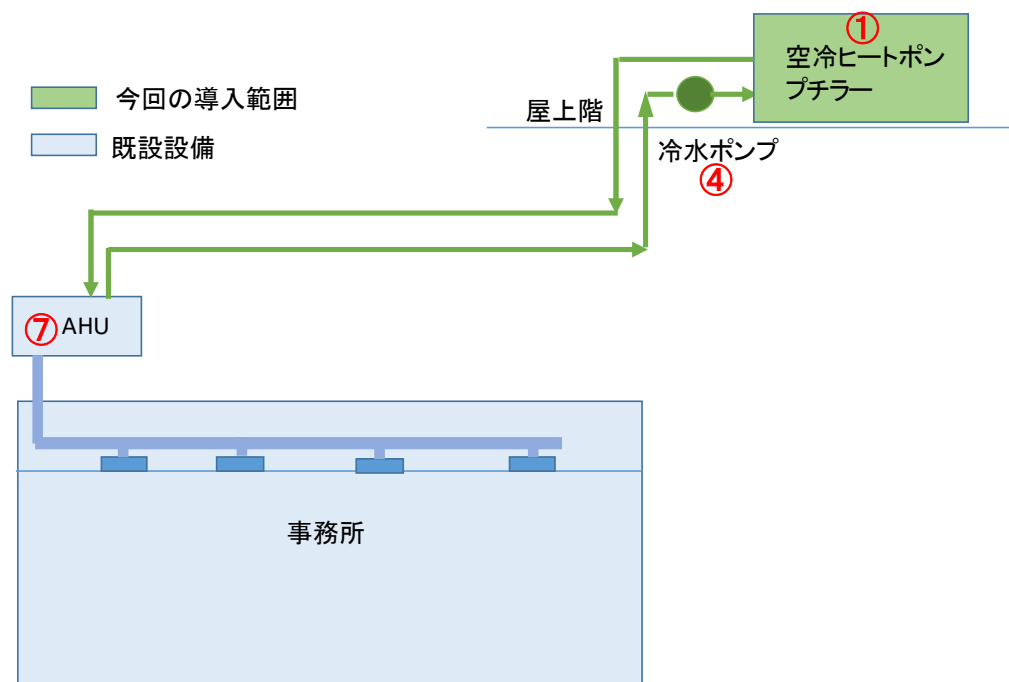 ①
空冷ヒートポン
プチラー
今回の導入範囲
屋上階
既設設備
冷水ポンプ
④
⑦ AHU
事務所